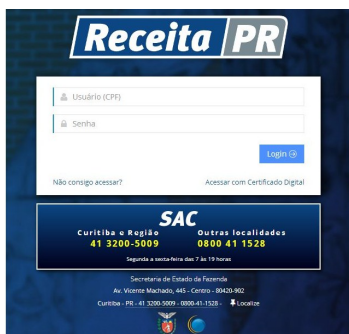 Receita PR
Usuário (CPF)
Senha
Login
Não consigo acessar? Acessar com Certificado Digital
SAC
Curitiba e Região Outras localidades
41 3200-5009 0800 41 1528
Segunda a sexta-feira das 7 às 19 horas
Secretaria de Estado da Fazenda
Av. Vicente Machado, 445 - Centro - 80420-902
Curitiba - PR - 41 3200-5009 - 0800-41-1528 - Localize